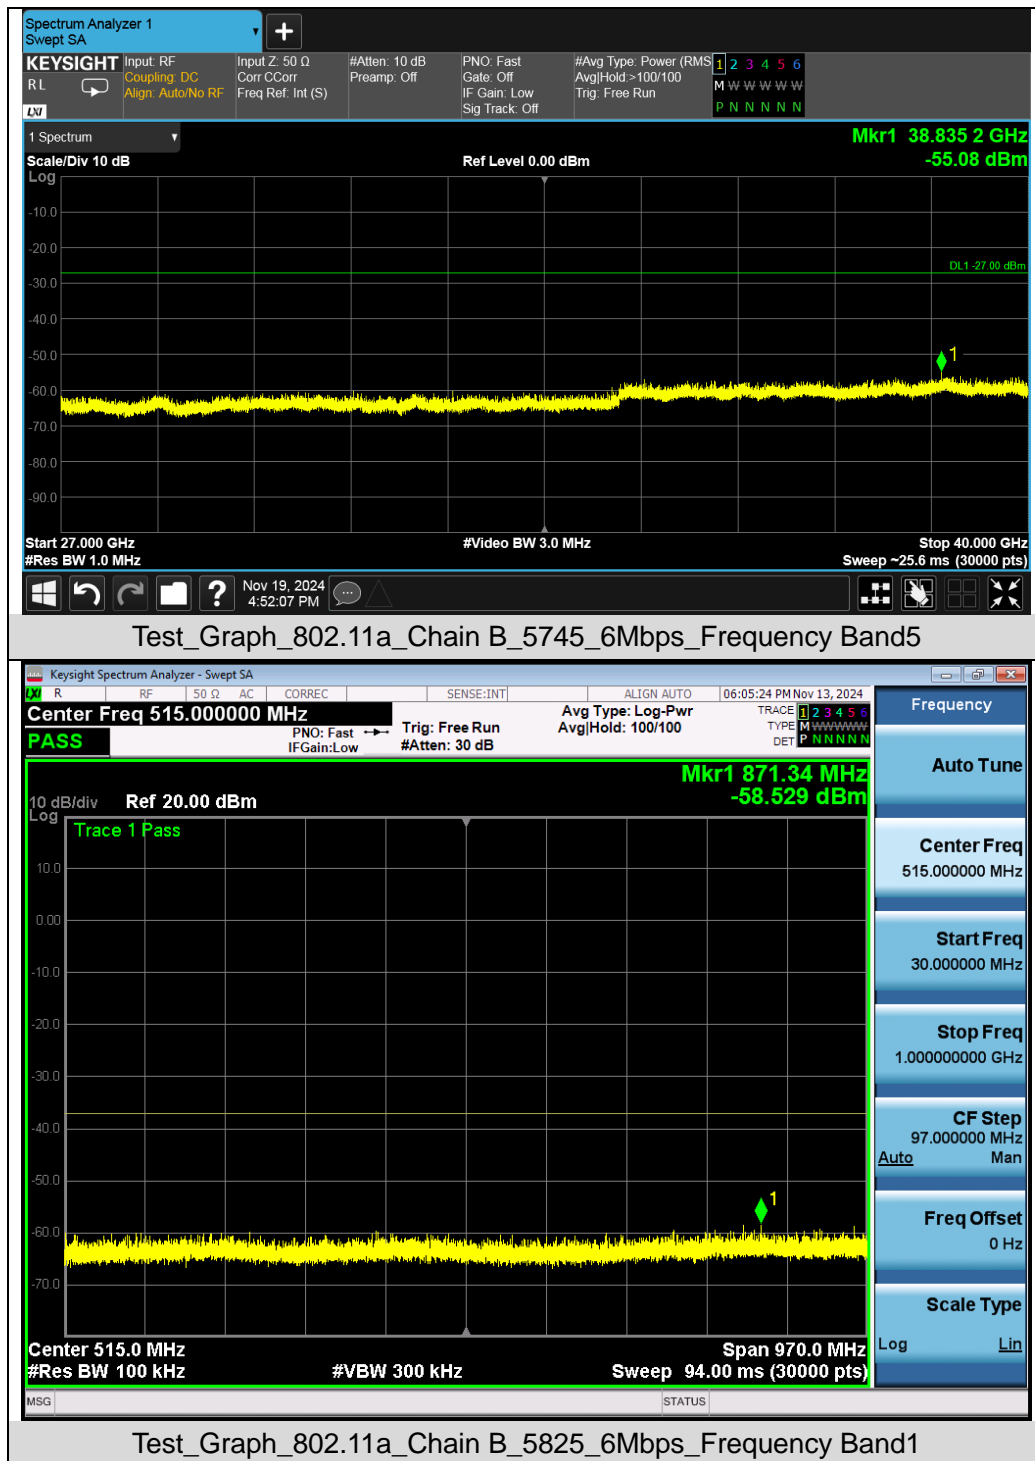 Spectrum Analyzer 1
Swept SA
+
KEYSIGHT
R L
LXI
Input: RF
Coupling: DC
Align: Auto/No RF
Input Z: 50 Ω
Corr CCorr
Freq Ref: Int (S)
#Atten: 10 dB
Preamp: Off
PNO: Fast
Gate: Off
IF Gain: Low
Sig Track: Off
#Avg Type: Power (RMS
Avg|Hold:>100/100
Trig: Free Run
1 2 3 4 5 6
M W W W W W
P N N N N N
1 Spectrum
Mkr1 38.835 2 GHz
Scale/Div 10 dB
Ref Level 0.00 dBm
-55.08 dBm
Log
-10.0
-20.0
DL1 -27.00 dBm
-30.0
-40.0
-50.0
1
-60.0
-70.0
-80.0
-90.0
Start 27.000 GHz
#Video BW 3.0 MHz
Stop 40.000 GHz
#Res BW 1.0 MHz
Sweep ~25.6 ms (30000 pts)
?
Nov 19, 2024
4:52:07 PM
Test_Graph_802.11a_Chain B_5745_6Mbps_Frequency Band5
Keysight Spectrum Analyzer - Swept SA
LXI R RF 50 Ω AC CORREC SENSE:INT ALIGN AUTO 06:05:24 PM Nov 13, 2024
Center Freq 515.000000 MHz
PASS
PNO: Fast
IFGain:Low
Trig: Free Run
#Atten: 30 dB
Avg Type: Log-Pwr
Avg|Hold: 100/100
TRACE 1 2 3 4 5 6
TYPE M W W W W W
DET P N N N N N
Mkr1 871.34 MHz
-58.529 dBm
10 dB/div Ref 20.00 dBm
Log
Trace 1 Pass
10.0
0.00
-10.0
-20.0
-30.0
-40.0
-50.0
1
-60.0
-70.0
Center 515.0 MHz
Span 970.0 MHz
#Res BW 100 kHz
#VBW 300 kHz
Sweep 94.00 ms (30000 pts)
MSG
STATUS
Frequency
Auto Tune
Center Freq
515.000000 MHz
Start Freq
30.000000 MHz
Stop Freq
1.000000000 GHz
CF Step
97.000000 MHz
Auto Man
Freq Offset
0 Hz
Scale Type
Log Lin
Test_Graph_802.11a_Chain B_5825_6Mbps_Frequency Band1